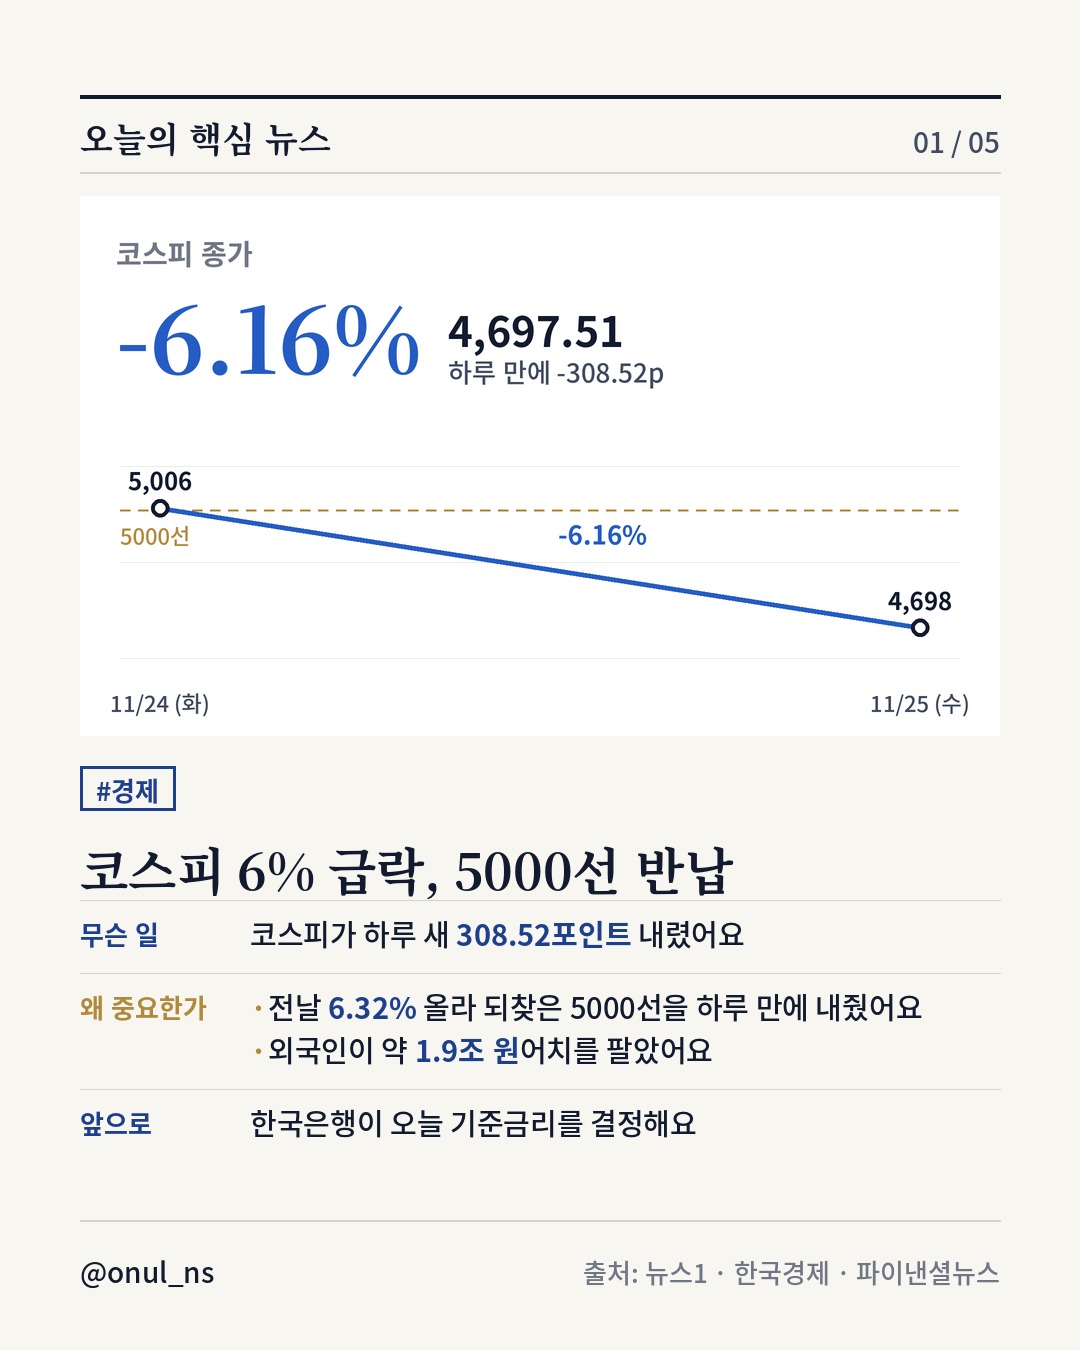 오늘의 핵심 뉴스
01 / 05
코스피 종가
-6.16%
4,697.51
하루 만에 -308.52p
5,006
5000선
-6.16%
4,698
11/24 (화)
11/25 (수)
#경제
코스피 6% 급락, 5000선 반납
무슨 일
코스피가 하루 새 308.52포인트 내렸어요
왜 중요한가
· 전날 6.32% 올라 되찾은 5000선을 하루 만에 내줬어요
· 외국인이 약 1.9조 원어치를 팔았어요
앞으로
한국은행이 오늘 기준금리를 결정해요
@onul_ns
출처: 뉴스1 · 한국경제 · 파이낸셜뉴스